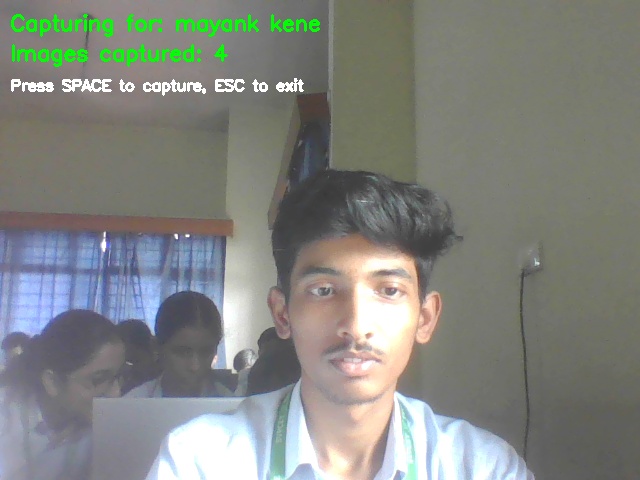 Capturing for: mayank kene
Images captured: 4
Press SPACE to capture, ESC to exit